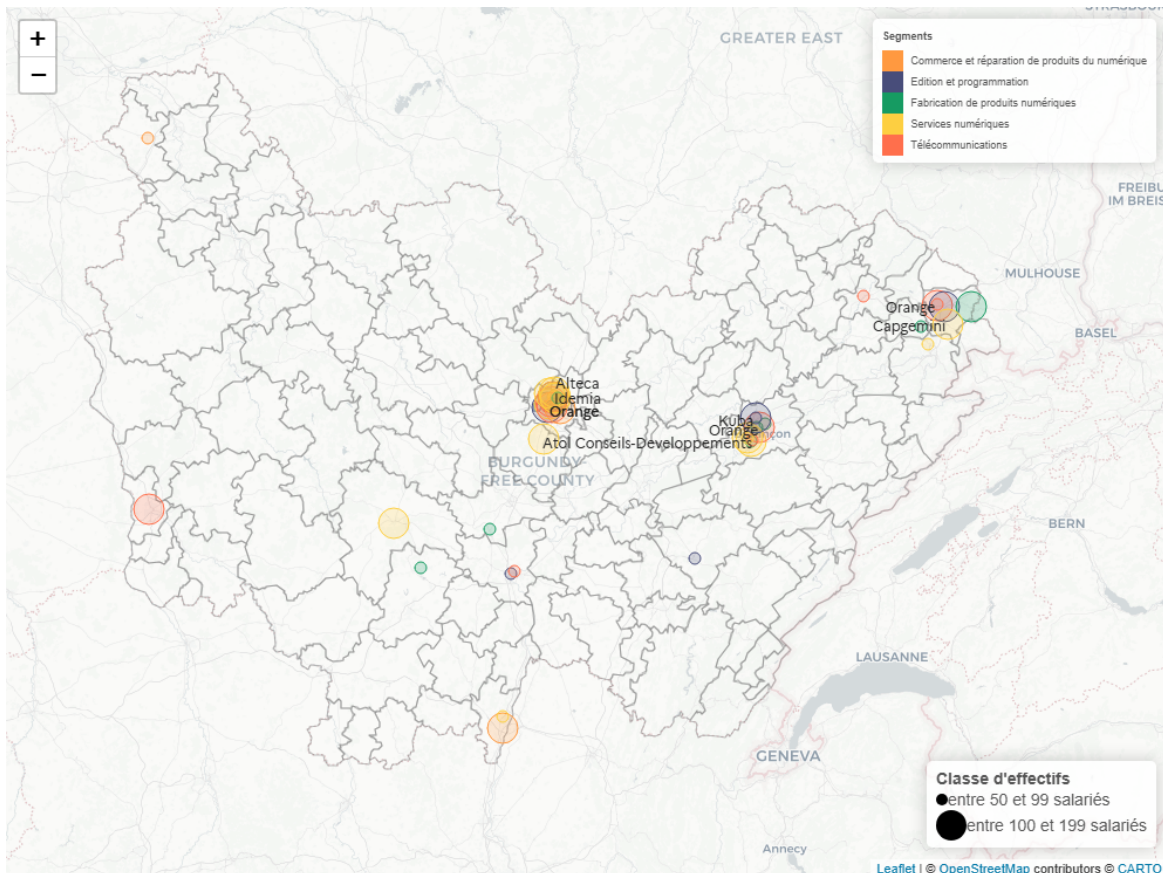 +
−
STRASBOUR
GREATER EAST
Segments
Commerce et réparation de produits du numérique
Edition et programmation
Fabrication de produits numériques
Services numériques
Télécommunications
FREIBU
IM BREIS
MULHOUSE
BASEL
Orange
Capgemini
Alteca
Idemia
Orange
Kuba
Orange
nçon
Atol Conseils-Developpements
BURGUNDY-
FREE COUNTY
BERN
LAUSANNE
GENEVA
Annecy
Classe d'effectifs
entre 50 et 99 salariés
entre 100 et 199 salariés
Leaflet | © OpenStreetMap contributors © CARTO